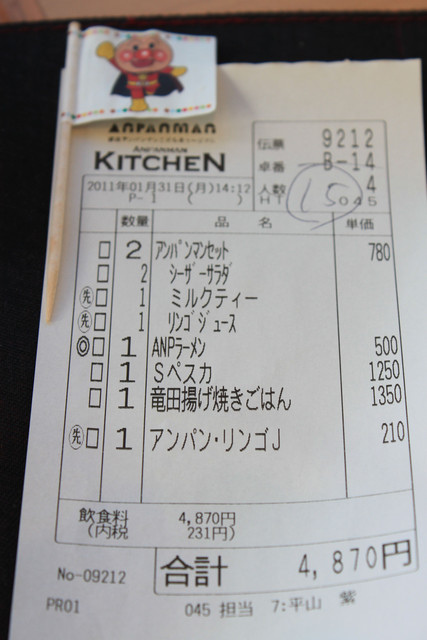 ANPANMAN
ANPANMAN
KITCHEN
伝票 9212
卓番 B-14
人数 4
2011年01月31日(月)14:12
P- 1 ( )
HT 045
15
数量 品 名 単価
2 アンパンマンセット 780
2 シーザーサラダ
先 1 ミルクティー
先 1 リンゴジュース
◎ 1 ANPラーメン 500
1 Sペスカ 1250
1 竜田揚げ焼きごはん 1350
先 1 アンパン・リンゴJ 210
飲食料 4,870円
(内税 231円)
合計 4,870円
No-09212
PR01 045 担当 7:平山 紫